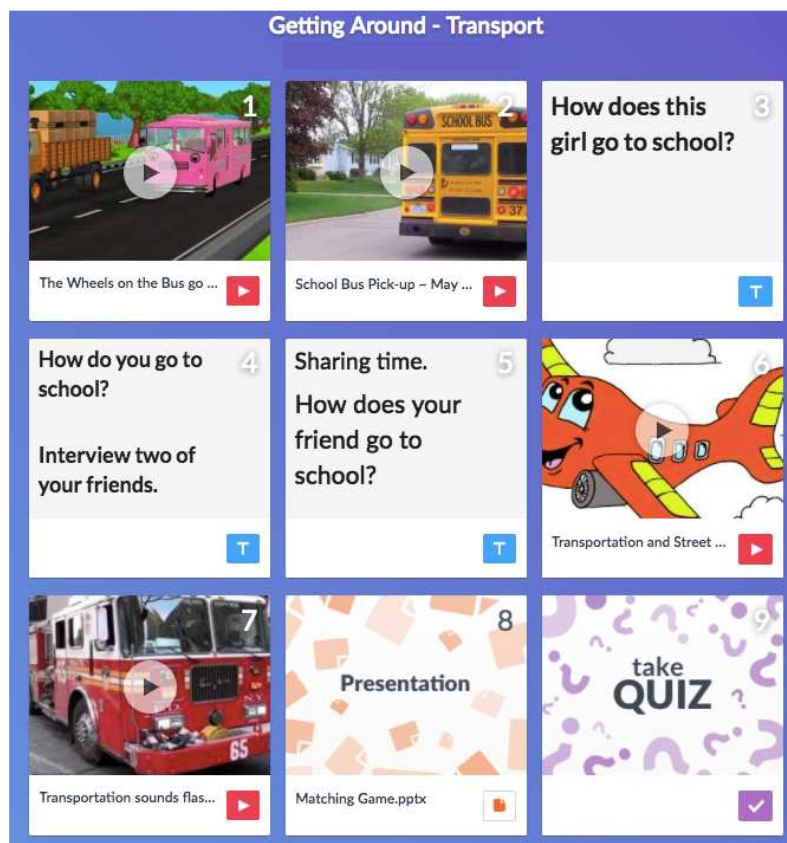 Getting Around - Transport
1
The Wheels on the Bus go ...
2
SCHOOL BUS
37
School Bus Pick-up ~ May ...
3
How does this
girl go to school?
T
4
How do you go to
school?
Interview two of
your friends.
T
5
Sharing time.
How does your
friend go to
school?
T
6
Transportation and Street ...
7
65
Transportation sounds flas...
8
Presentation
Matching Game.pptx
9
take
QUIZ